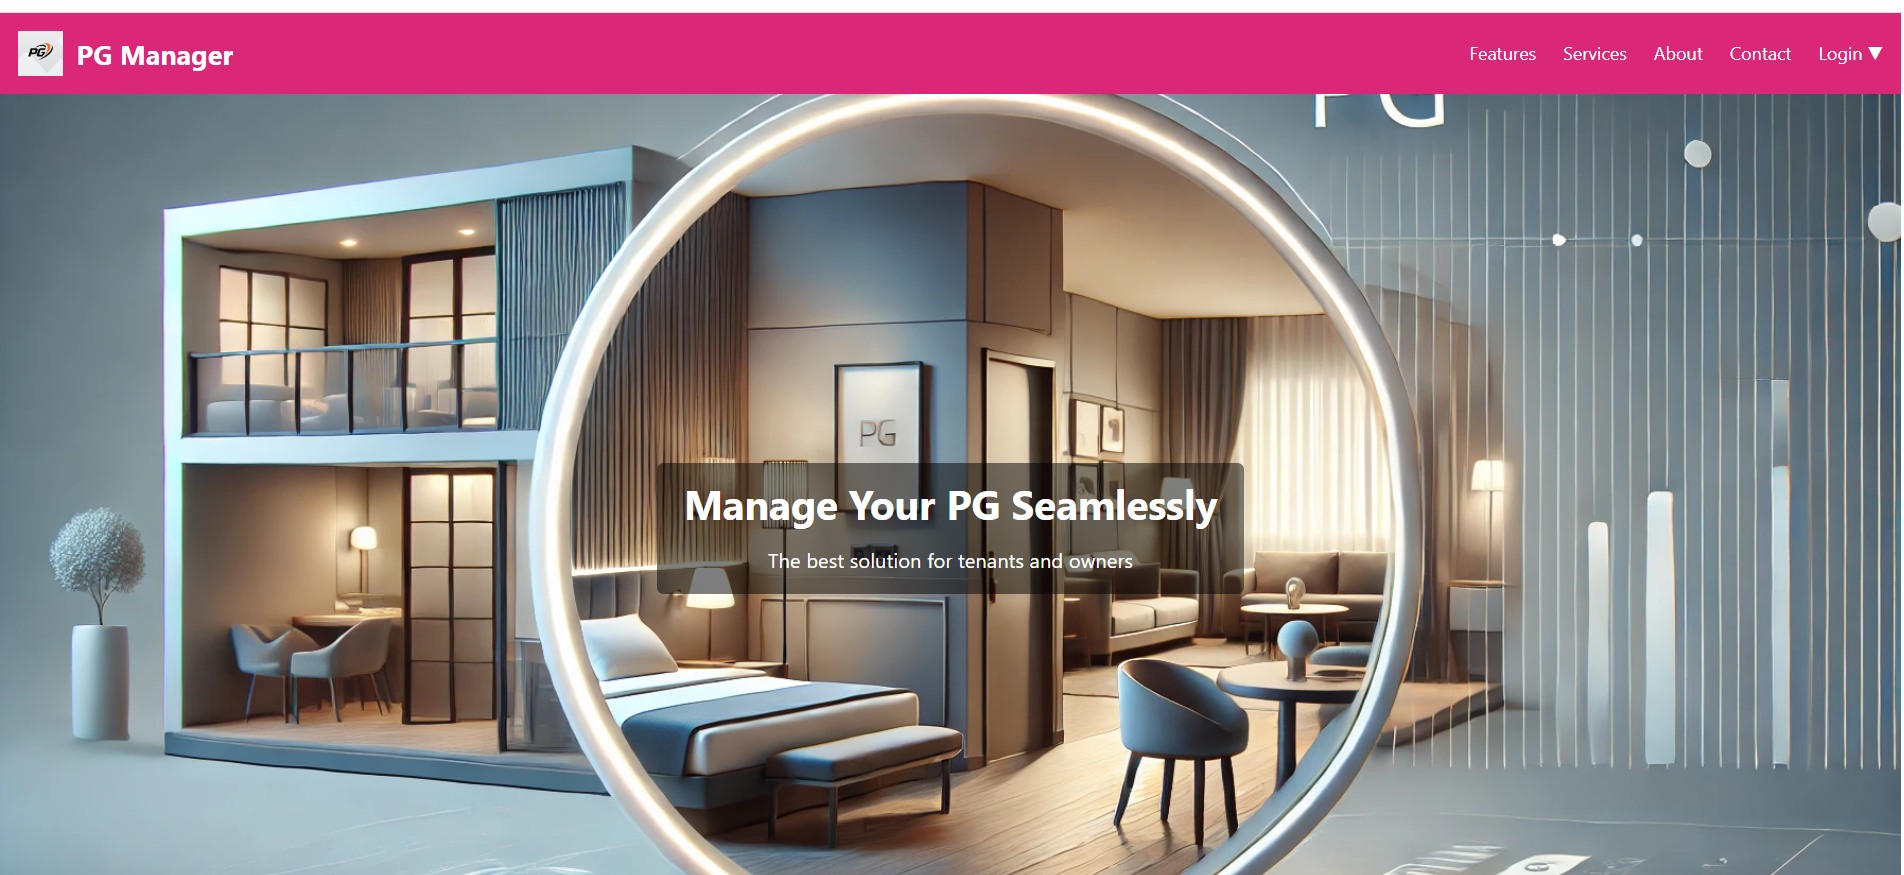 PG
PG Manager
Features
Services
About
Contact
Login ▼
PG
PG
Manage Your PG Seamlessly
The best solution for tenants and owners